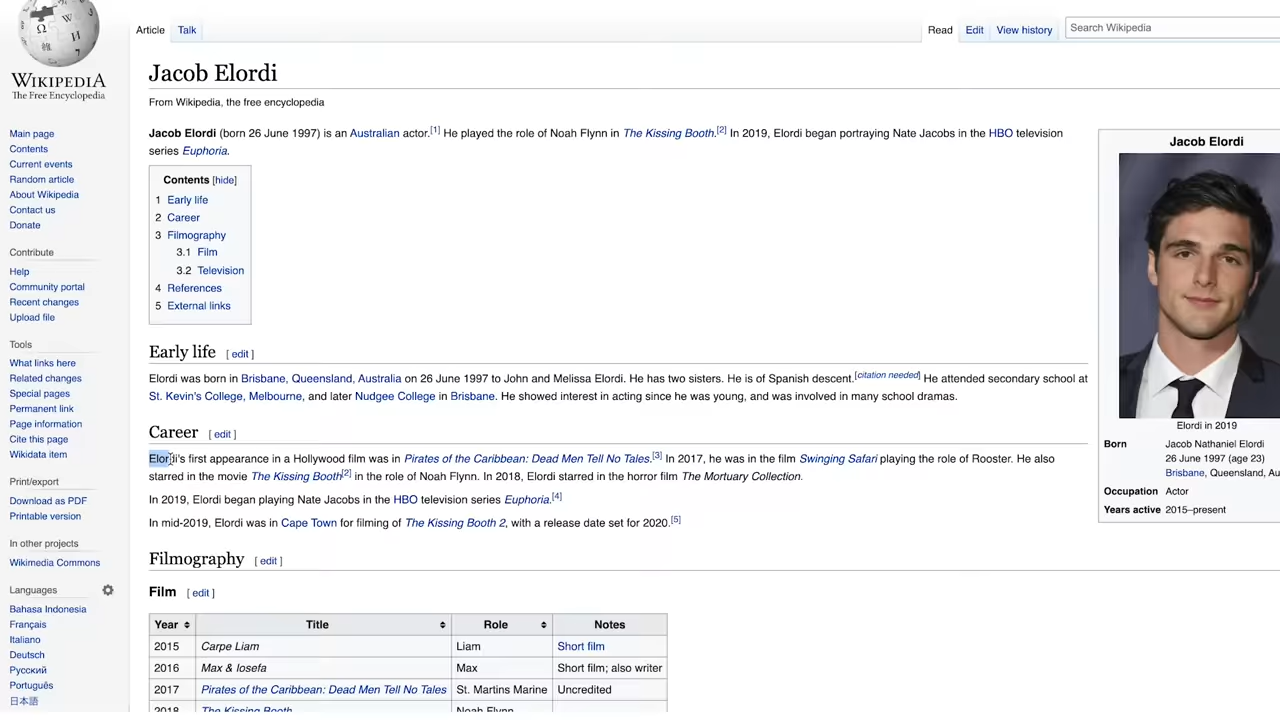 Article Talk Read Edit View history Search Wikipedia
WIKIPEDIA
The Free Encyclopedia
Main page
Contents
Current events
Random article
About Wikipedia
Contact us
Donate
Contribute
Help
Community portal
Recent changes
Upload file
Tools
What links here
Related changes
Special pages
Permanent link
Page information
Cite this page
Wikidata item
Print/export
Download as PDF
Printable version
In other projects
Wikimedia Commons
Languages
Bahasa Indonesia
Français
Italiano
Deutsch
Русский
Português
日本語
Jacob Elordi
From Wikipedia, the free encyclopedia
Jacob Elordi (born 26 June 1997) is an Australian actor.[1] He played the role of Noah Flynn in The Kissing Booth.[2] In 2019, Elordi began portraying Nate Jacobs in the HBO television
series Euphoria.
Contents [hide]
1 Early life
2 Career
3 Filmography
3.1 Film
3.2 Television
4 References
5 External links
Early life [ edit ]
Elordi was born in Brisbane, Queensland, Australia on 26 June 1997 to John and Melissa Elordi. He has two sisters. He is of Spanish descent.[citation needed] He attended secondary school at
St. Kevin's College, Melbourne, and later Nudgee College in Brisbane. He showed interest in acting since he was young, and was involved in many school dramas.
Career [ edit ]
Elordi's first appearance in a Hollywood film was in Pirates of the Caribbean: Dead Men Tell No Tales.[3] In 2017, he was in the film Swinging Safari playing the role of Rooster. He also
starred in the movie The Kissing Booth[2] in the role of Noah Flynn. In 2018, Elordi starred in the horror film The Mortuary Collection.
In 2019, Elordi began playing Nate Jacobs in the HBO television series Euphoria.[4]
In mid-2019, Elordi was in Cape Town for filming of The Kissing Booth 2, with a release date set for 2020.[5]
Filmography [ edit ]
Film [ edit ]
Year Title Role Notes
2015 Carpe Liam Liam Short film
2016 Max & Iosefa Max Short film; also writer
2017 Pirates of the Caribbean: Dead Men Tell No Tales St. Martins Marine Uncredited
2018 The Kissing Booth Noah Flynn
Jacob Elordi
Elordi in 2019
Born Jacob Nathaniel Elordi
26 June 1997 (age 23)
Brisbane, Queensland, Au
Occupation Actor
Years active 2015–present